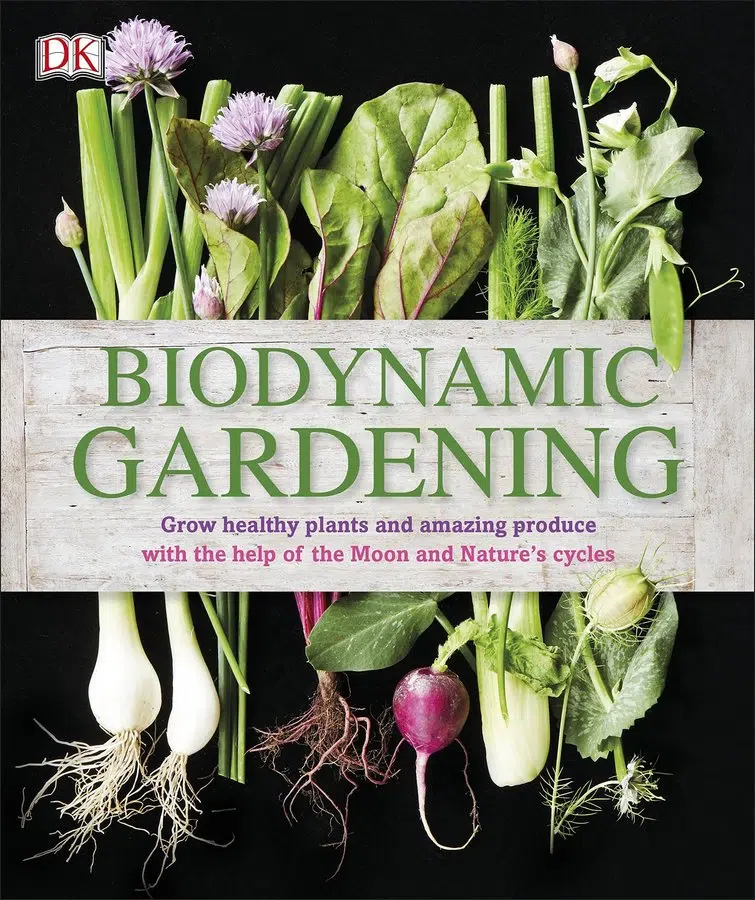 DK
BIODYNAMIC
GARDENING
Grow healthy plants and amazing produce
with the help of the Moon and Nature's cycles